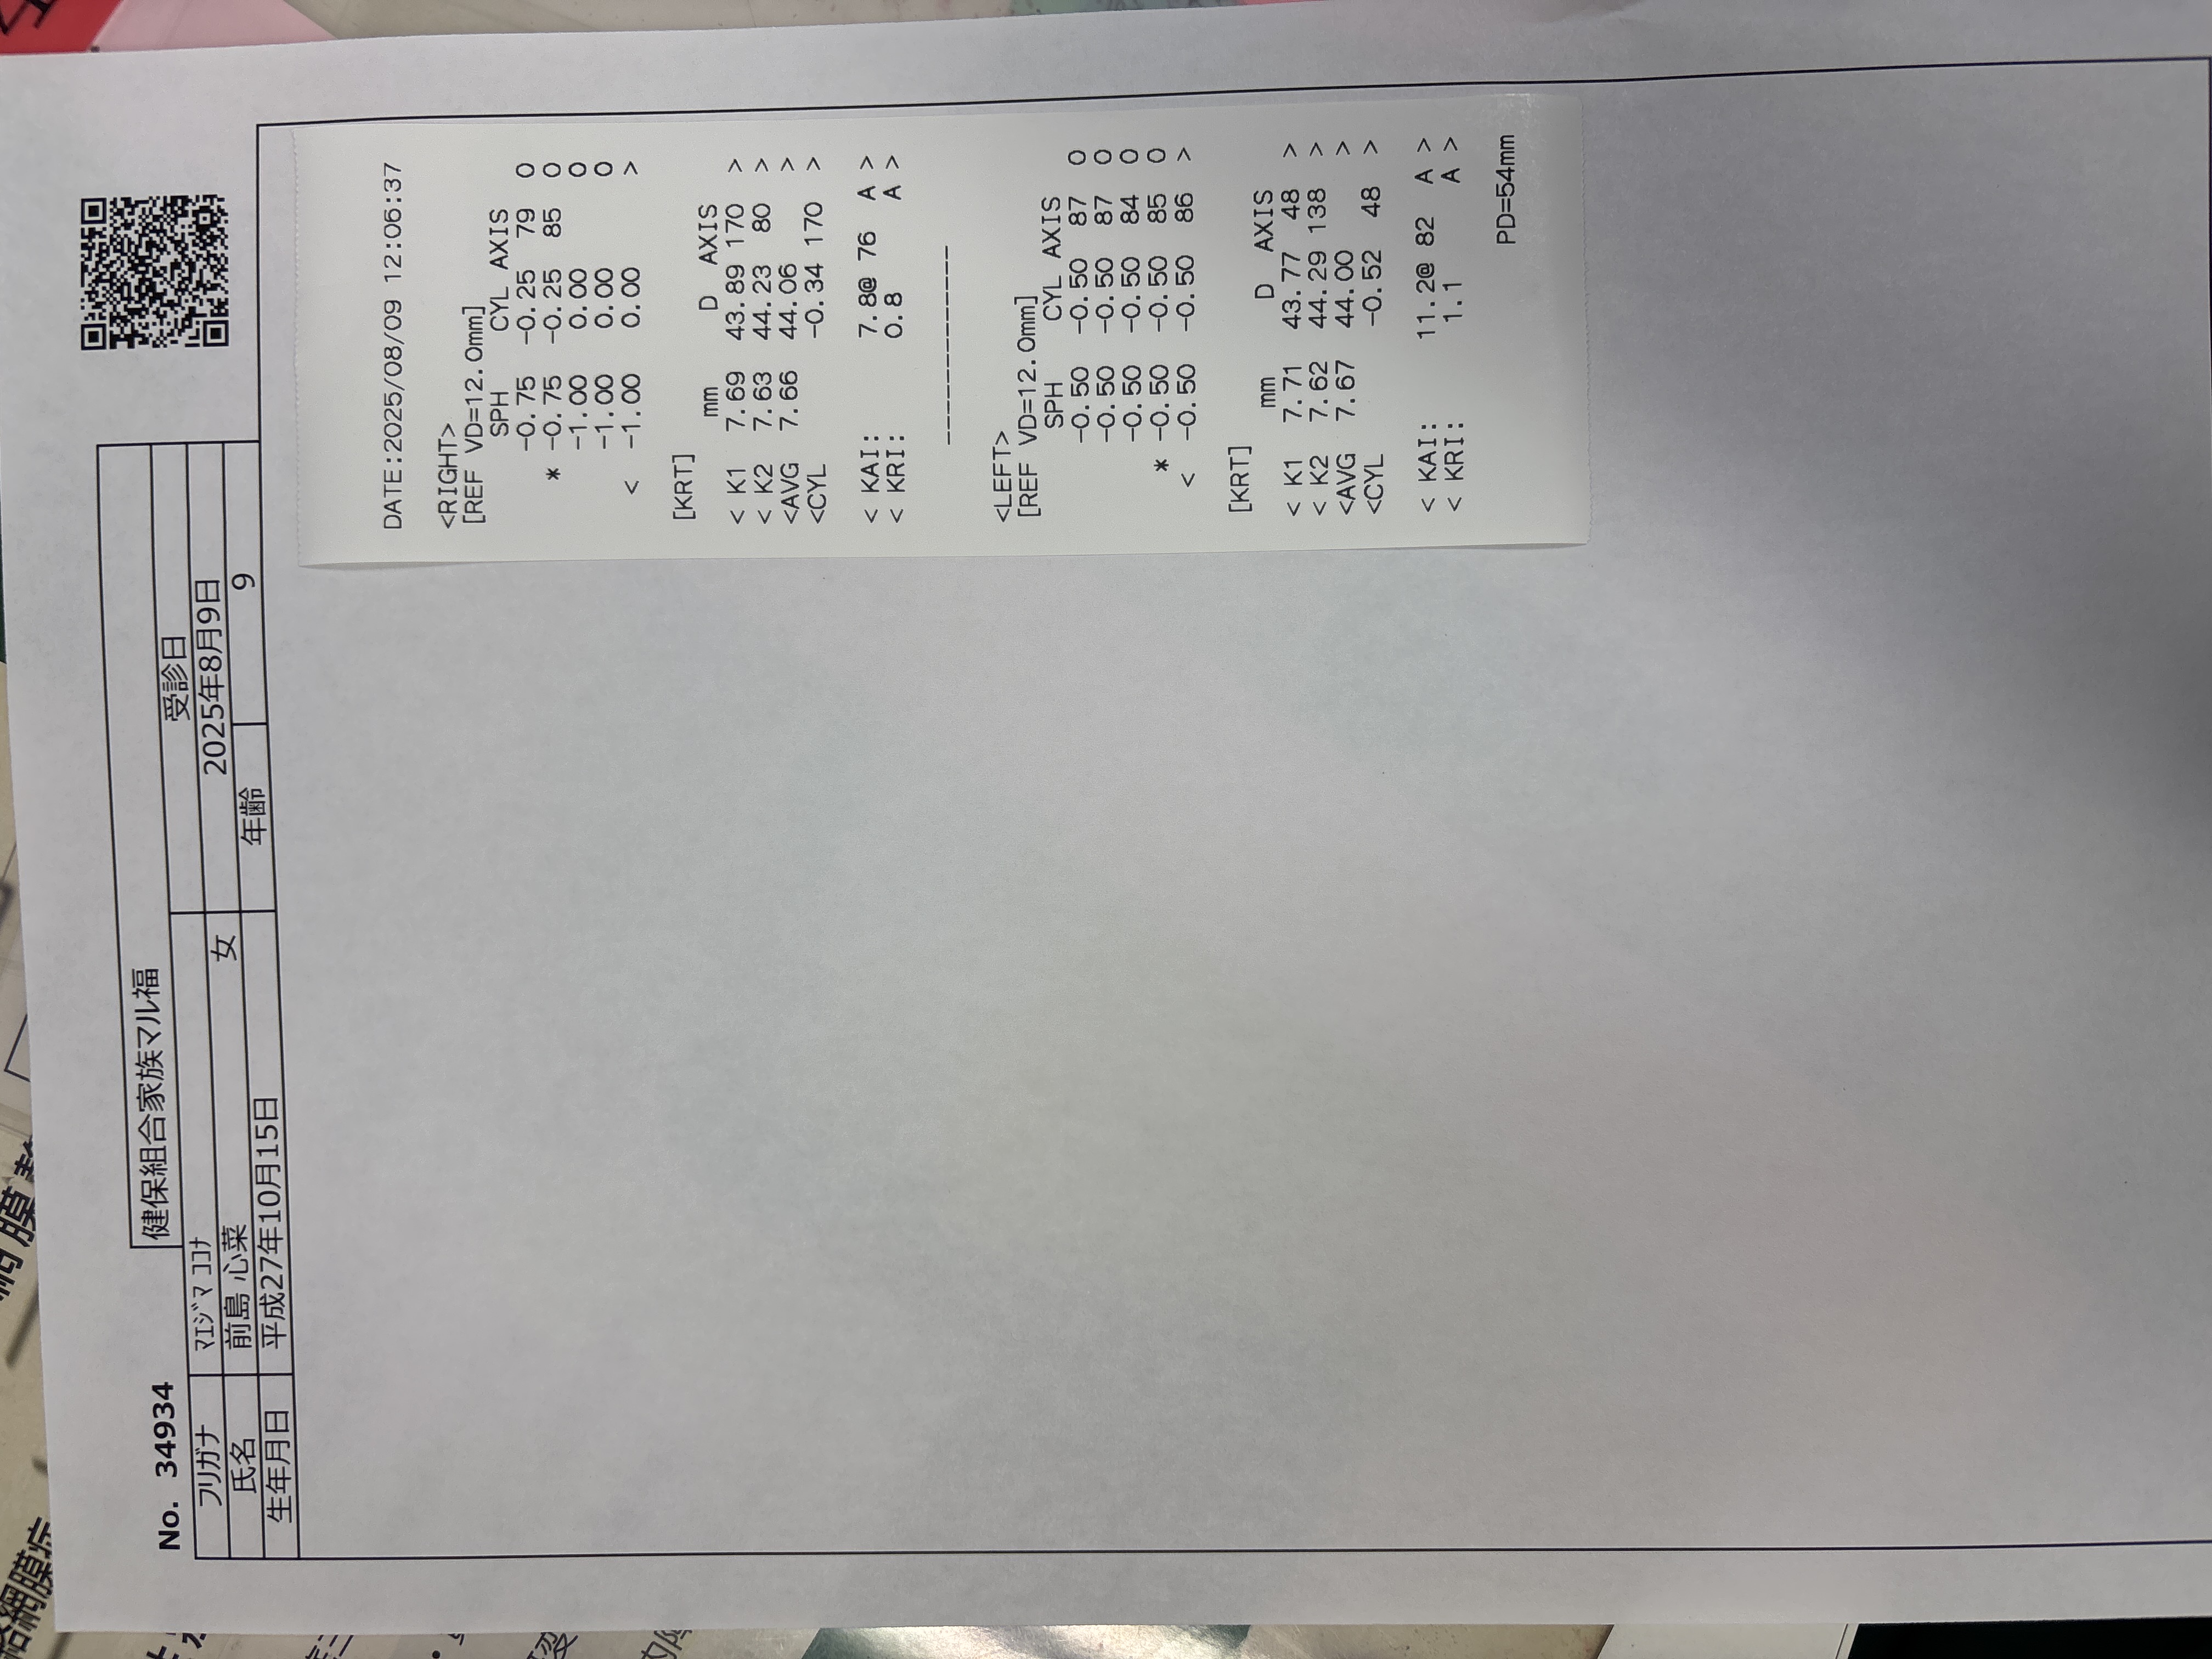 給網膜症
網膜
No. 34934
健保組合家族マル福
フリガナ ﾏｴｼﾞﾏ ｺｺﾅ 受診日
氏名 前島 心菜 女 2025年8月9日
生年月日 平成27年10月15日 年齢 9
DATE:2025/08/09 12:06:37
<RIGHT>
[REF VD=12.0mm]
SPH CYL AXIS
-0.75 -0.25 79 O
* -0.75 -0.25 85 O
-1.00 0.00 O
-1.00 0.00 O
< -1.00 0.00 >
[KRT]
mm D AXIS
< K1 7.69 43.89 170 >
< K2 7.63 44.23 80 >
<AVG 7.66 44.06 >
<CYL -0.34 170 >
< KAI: 7.8@ 76 A >
< KRI: 0.8 A >
-------------
<LEFT>
[REF VD=12.0mm]
SPH CYL AXIS
-0.50 -0.50 87 O
-0.50 -0.50 87 O
-0.50 -0.50 84 O
* -0.50 -0.50 85 O
< -0.50 -0.50 86 >
[KRT]
mm D AXIS
< K1 7.71 43.77 48 >
< K2 7.62 44.29 138 >
<AVG 7.67 44.00 >
<CYL -0.52 48 >
< KAI: 11.2@ 82 A >
< KRI: 1.1 A >
PD=54mm